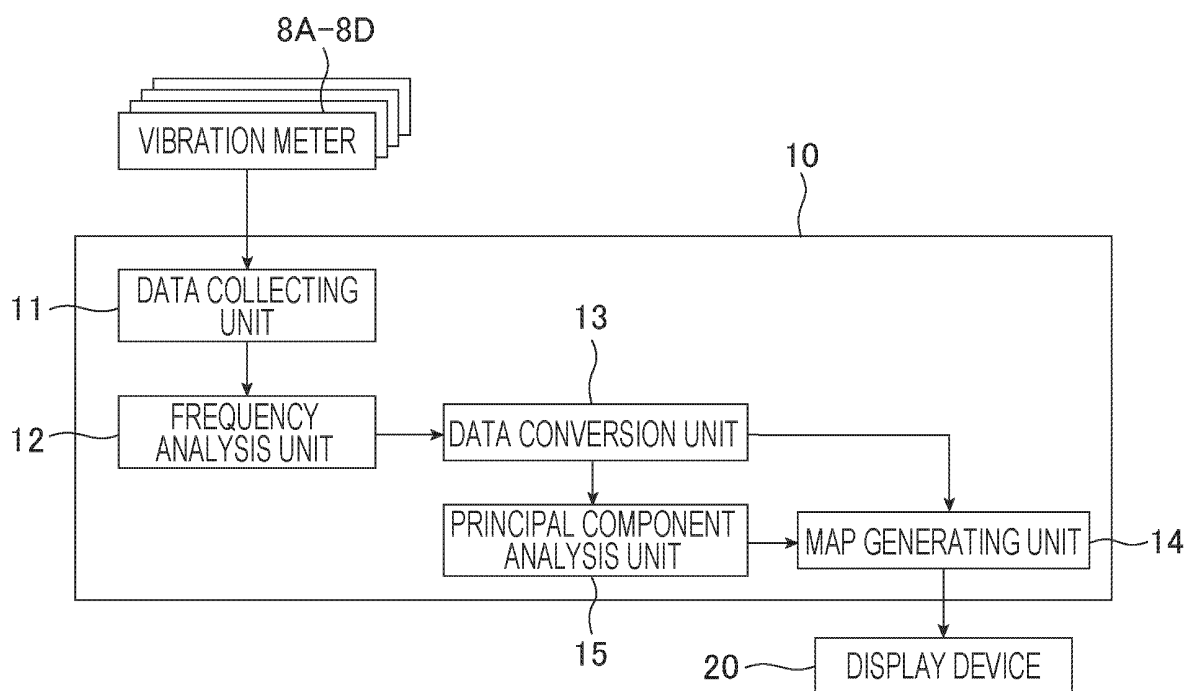 8A-8D
VIBRATION METER
10
11
DATA COLLECTING
UNIT
13
12
FREQUENCY
ANALYSIS UNIT
DATA CONVERSION UNIT
PRINCIPAL COMPONENT
ANALYSIS UNIT
MAP GENERATING UNIT
14
15
20
DISPLAY DEVICE